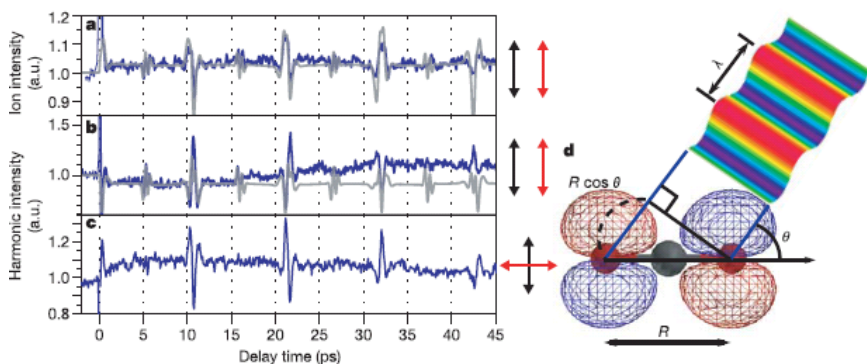 a
1.2
1.1
1.0
0.9
Ion intensity
(a.u.)
b
1.5
1.0
c
1.2
1.0
0.8
Harmonic intensity
(a.u.)
0 5 10 15 20 25 30 35 40 45
Delay time (ps)
d
λ
R cos θ
θ
R